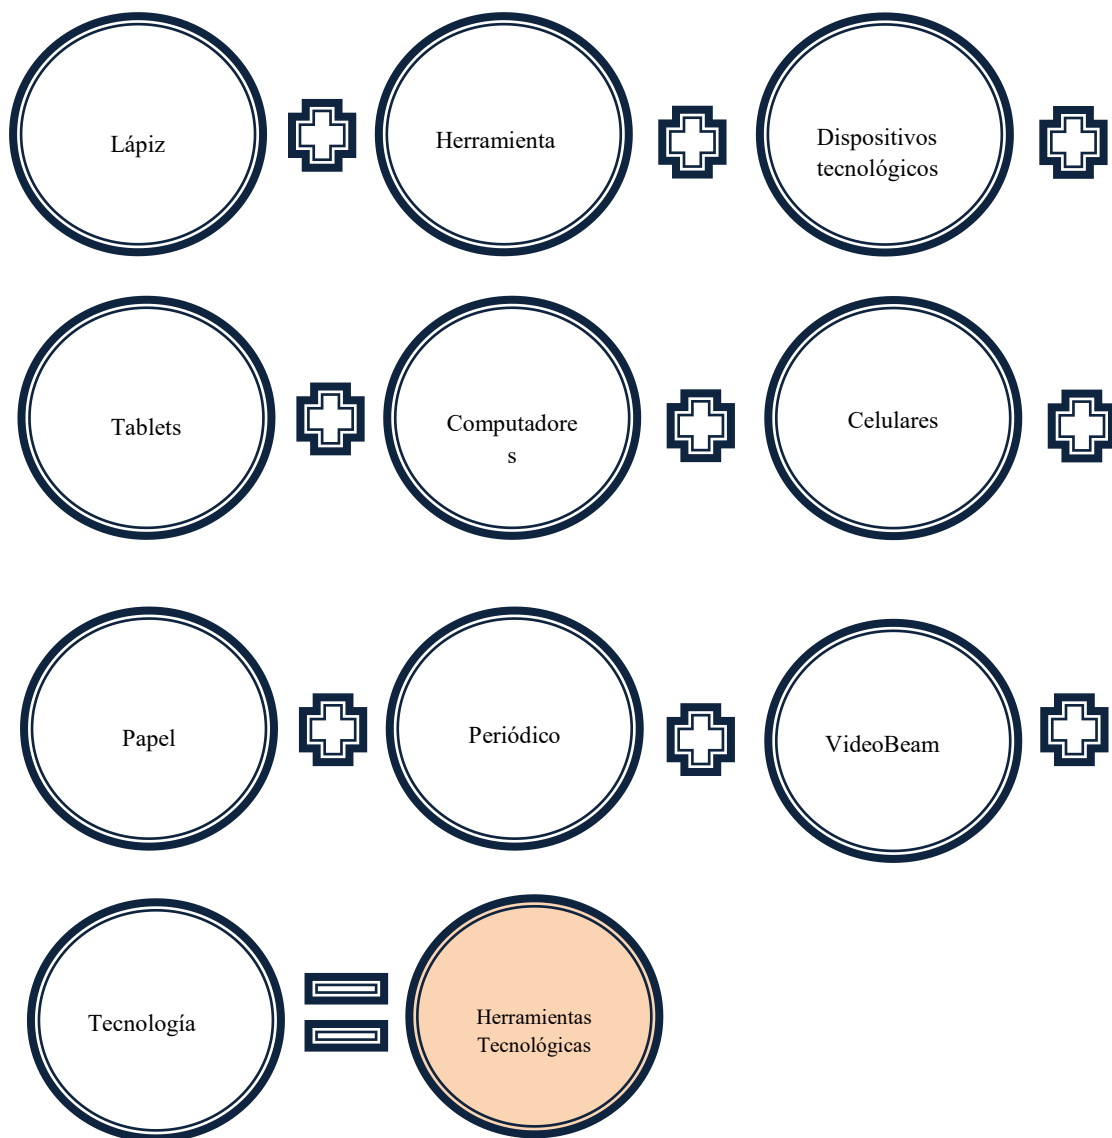 Lápiz
Herramienta
Dispositivos
tecnológicos
Tablets
Computadore
s
Celulares
Papel
Periódico
VideoBeam
Tecnología
Herramientas
Tecnológicas